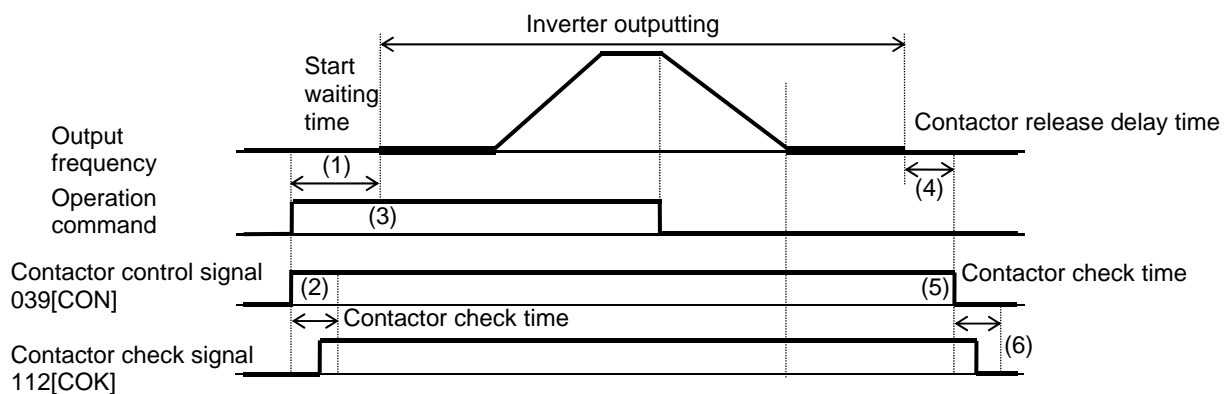 Inverter outputting
Start
waiting
time
Contactor release delay time
Output
frequency
(1)
(4)
Operation
command
(3)
Contactor control signal
039[CON]
(2)
(5)
Contactor check time
Contactor check time
(6)
Contactor check signal
112[COK]